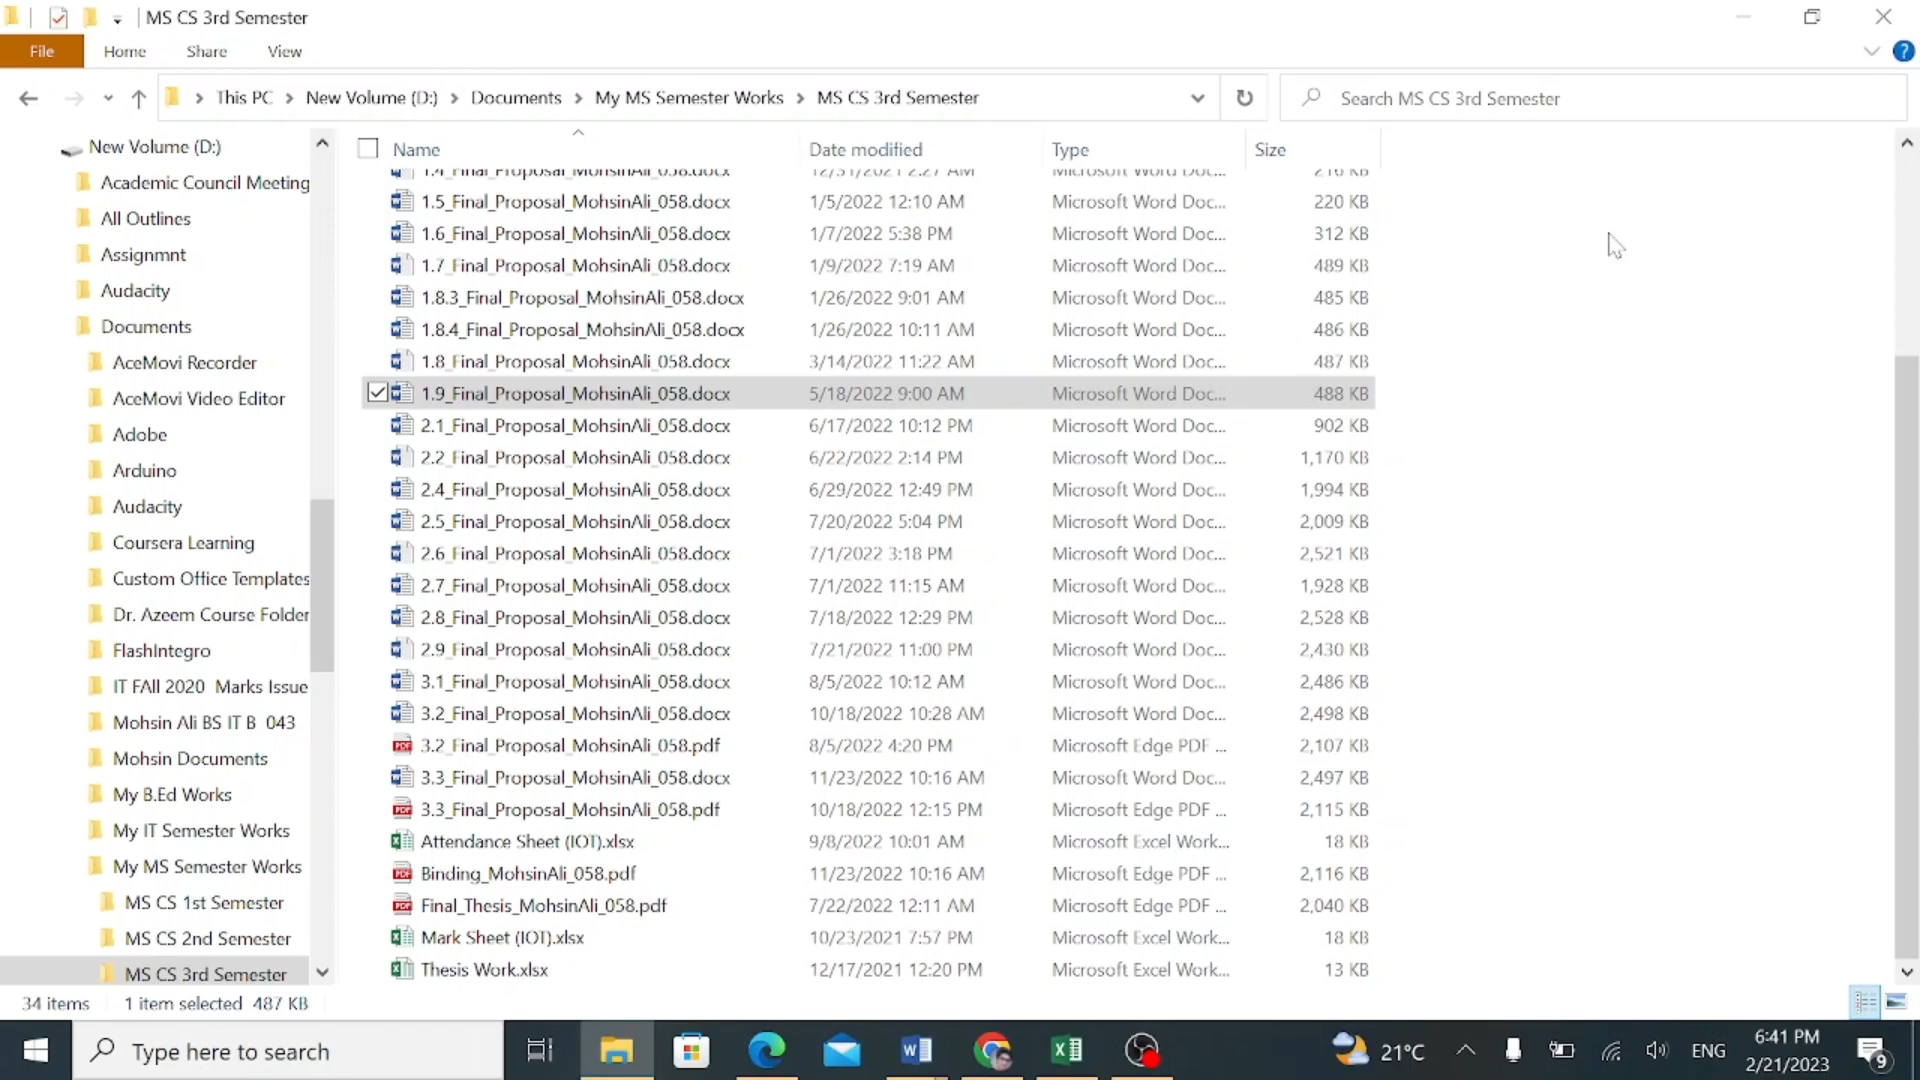 MS CS 3rd Semester
File Home Share View
This PC New Volume (D:) Documents My MS Semester Works MS CS 3rd Semester Search MS CS 3rd Semester
New Volume (D:)
Academic Council Meeting
All Outlines
Assignmnt
Audacity
Documents
AceMovi Recorder
AceMovi Video Editor
Adobe
Arduino
Audacity
Coursera Learning
Custom Office Templates
Dr. Azeem Course Folder
FlashIntegro
IT FAll 2020 Marks Issue
Mohsin Ali BS IT B 043
Mohsin Documents
My B.Ed Works
My IT Semester Works
My MS Semester Works
MS CS 1st Semester
MS CS 2nd Semester
MS CS 3rd Semester
Name Date modified Type Size
1.4_Final_Proposal_MohsinAli_058.docx 12/31/2021 2:27 AM Microsoft Word Doc... 216 KB
1.5_Final_Proposal_MohsinAli_058.docx 1/5/2022 12:10 AM Microsoft Word Doc... 220 KB
1.6_Final_Proposal_MohsinAli_058.docx 1/7/2022 5:38 PM Microsoft Word Doc... 312 KB
1.7_Final_Proposal_MohsinAli_058.docx 1/9/2022 7:19 AM Microsoft Word Doc... 489 KB
1.8.3_Final_Proposal_MohsinAli_058.docx 1/26/2022 9:01 AM Microsoft Word Doc... 485 KB
1.8.4_Final_Proposal_MohsinAli_058.docx 1/26/2022 10:11 AM Microsoft Word Doc... 486 KB
1.8_Final_Proposal_MohsinAli_058.docx 3/14/2022 11:22 AM Microsoft Word Doc... 487 KB
1.9_Final_Proposal_MohsinAli_058.docx 5/18/2022 9:00 AM Microsoft Word Doc... 488 KB
2.1_Final_Proposal_MohsinAli_058.docx 6/17/2022 10:12 PM Microsoft Word Doc... 902 KB
2.2_Final_Proposal_MohsinAli_058.docx 6/22/2022 2:14 PM Microsoft Word Doc... 1,170 KB
2.4_Final_Proposal_MohsinAli_058.docx 6/29/2022 12:49 PM Microsoft Word Doc... 1,994 KB
2.5_Final_Proposal_MohsinAli_058.docx 7/20/2022 5:04 PM Microsoft Word Doc... 2,009 KB
2.6_Final_Proposal_MohsinAli_058.docx 7/1/2022 3:18 PM Microsoft Word Doc... 2,521 KB
2.7_Final_Proposal_MohsinAli_058.docx 7/1/2022 11:15 AM Microsoft Word Doc... 1,928 KB
2.8_Final_Proposal_MohsinAli_058.docx 7/18/2022 12:29 PM Microsoft Word Doc... 2,528 KB
2.9_Final_Proposal_MohsinAli_058.docx 7/21/2022 11:00 PM Microsoft Word Doc... 2,430 KB
3.1_Final_Proposal_MohsinAli_058.docx 8/5/2022 10:12 AM Microsoft Word Doc... 2,486 KB
3.2_Final_Proposal_MohsinAli_058.docx 10/18/2022 10:28 AM Microsoft Word Doc... 2,498 KB
3.2_Final_Proposal_MohsinAli_058.pdf 8/5/2022 4:20 PM Microsoft Edge PDF ... 2,107 KB
3.3_Final_Proposal_MohsinAli_058.docx 11/23/2022 10:16 AM Microsoft Word Doc... 2,497 KB
3.3_Final_Proposal_MohsinAli_058.pdf 10/18/2022 12:15 PM Microsoft Edge PDF ... 2,115 KB
Attendance Sheet (IOT).xlsx 9/8/2022 10:01 AM Microsoft Excel Work... 18 KB
Binding_MohsinAli_058.pdf 11/23/2022 10:16 AM Microsoft Edge PDF ... 2,116 KB
Final_Thesis_MohsinAli_058.pdf 7/22/2022 12:11 AM Microsoft Edge PDF ... 2,040 KB
Mark Sheet (IOT).xlsx 10/23/2021 7:57 PM Microsoft Excel Work... 18 KB
Thesis Work.xlsx 12/17/2021 12:20 PM Microsoft Excel Work... 13 KB
34 items 1 item selected 487 KB
Type here to search 21°C ENG 6:41 PM 9
2/21/2023